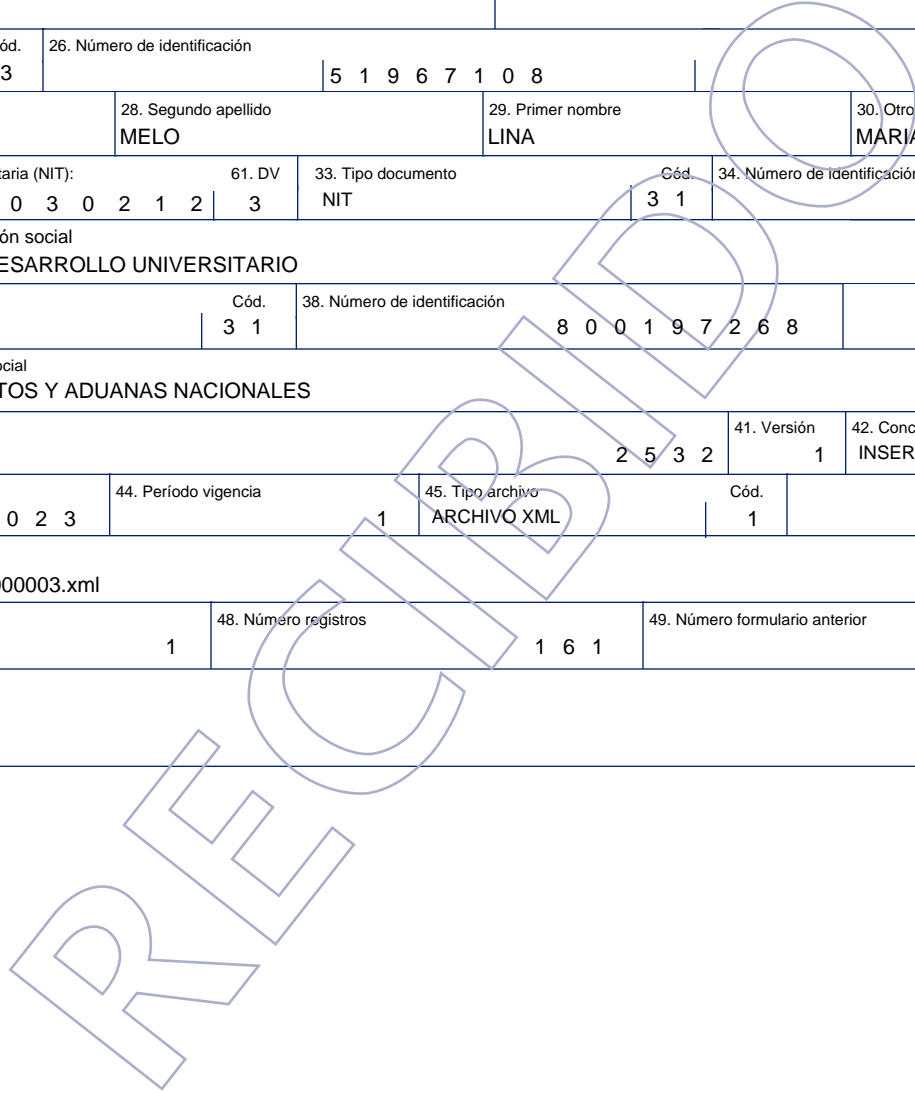 ód. 26. Número de identificación
3 5 1 9 6 7 1 0 8
28. Segundo apellido 29. Primer nombre 30. Otro
MELO LINA MARIA
taria (NIT): 61. DV 33. Tipo documento Cód. 34. Número de identificación
0 3 0 2 1 2 3 NIT 3 1
ón social
ESARROLLO UNIVERSITARIO
Cód. 38. Número de identificación
3 1 8 0 0 1 9 7 2 6 8
ocial
TOS Y ADUANAS NACIONALES
41. Versión 42. Conc
2 5 3 2 1 INSER
44. Período vigencia 45. Tipo archivo Cód.
0 2 3 1 ARCHIVO XML 1
000003.xml
48. Número registros 49. Número formulario anterior
1 1 6 1
RECIBIDO